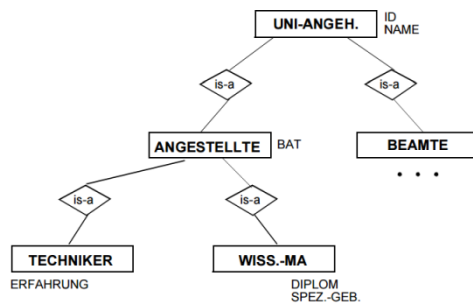 UNI-ANGEH.
ID
NAME
is-a
is-a
ANGESTELLTE
BAT
BEAMTE
• • •
is-a
is-a
TECHNIKER
WISS.-MA
ERFAHRUNG
DIPLOM
SPEZ.-GEB.